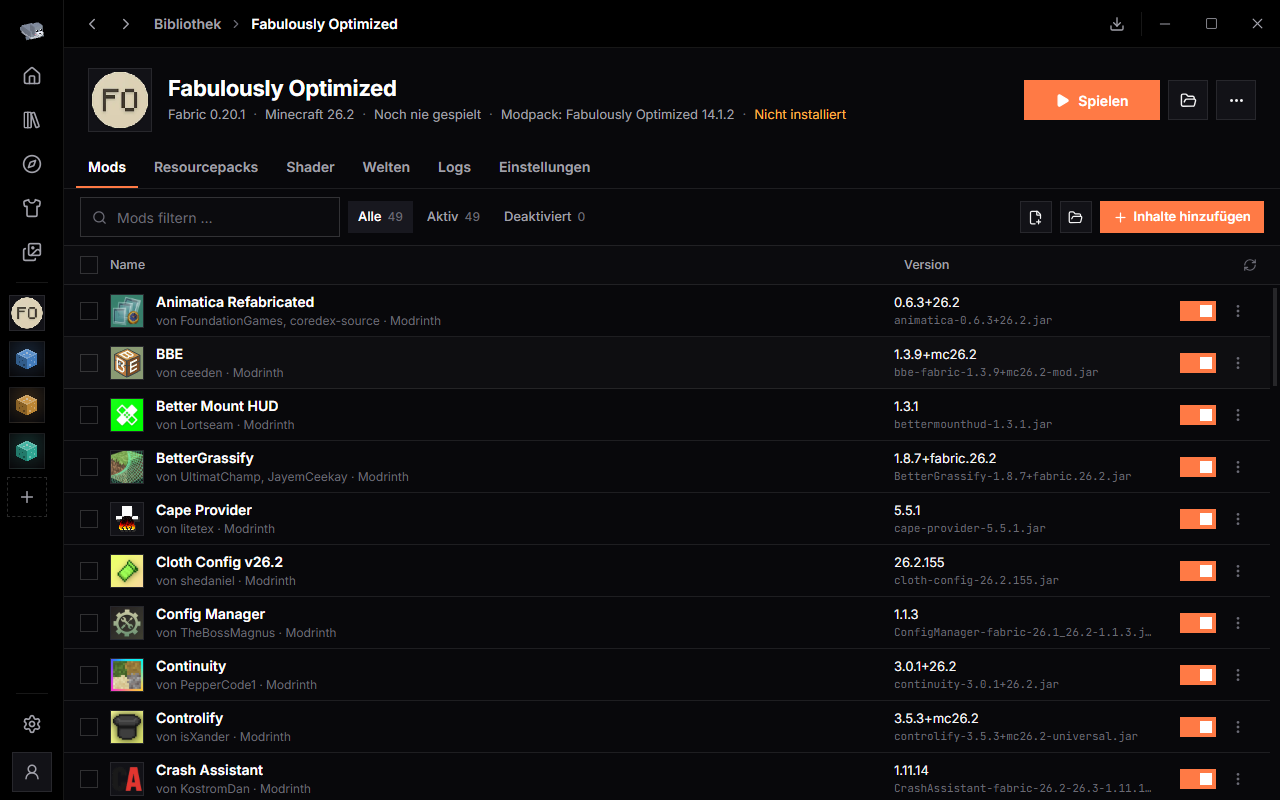 Bibliothek > Fabulously Optimized
FO
Fabulously Optimized
Fabric 0.20.1 · Minecraft 26.2 · Noch nie gespielt · Modpack: Fabulously Optimized 14.1.2 · Nicht installiert
Spielen
Mods Resourcepacks Shader Welten Logs Einstellungen
Mods filtern ...
Alle 49 Aktiv 49 Deaktiviert 0
Inhalte hinzufügen
Name Version
Animatica Refabricated 0.6.3+26.2
von FoundationGames, coredex-source · Modrinth animatica-0.6.3+26.2.jar
FO
BBE 1.3.9+mc26.2
von ceeden · Modrinth bbe-fabric-1.3.9+mc26.2-mod.jar
Better Mount HUD 1.3.1
von Lortseam · Modrinth bettermounthud-1.3.1.jar
BetterGrassify 1.8.7+fabric.26.2
von UltimatChamp, JayemCeekay · Modrinth BetterGrassify-1.8.7+fabric.26.2.jar
Cape Provider 5.5.1
von litetex · Modrinth cape-provider-5.5.1.jar
Cloth Config v26.2 26.2.155
von shedaniel · Modrinth cloth-config-26.2.155.jar
Config Manager 1.1.3
von TheBossMagnus · Modrinth ConfigManager-fabric-26.1_26.2-1.1.3.j…
Continuity 3.0.1+26.2
von PepperCode1 · Modrinth continuity-3.0.1+26.2.jar
Controlify 3.5.3+mc26.2
von isXander · Modrinth controlify-3.5.3+mc26.2-universal.jar
Crash Assistant 1.11.14
von KostromDan · Modrinth CrashAssistant-fabric-26.2-26.3-1.11.1…